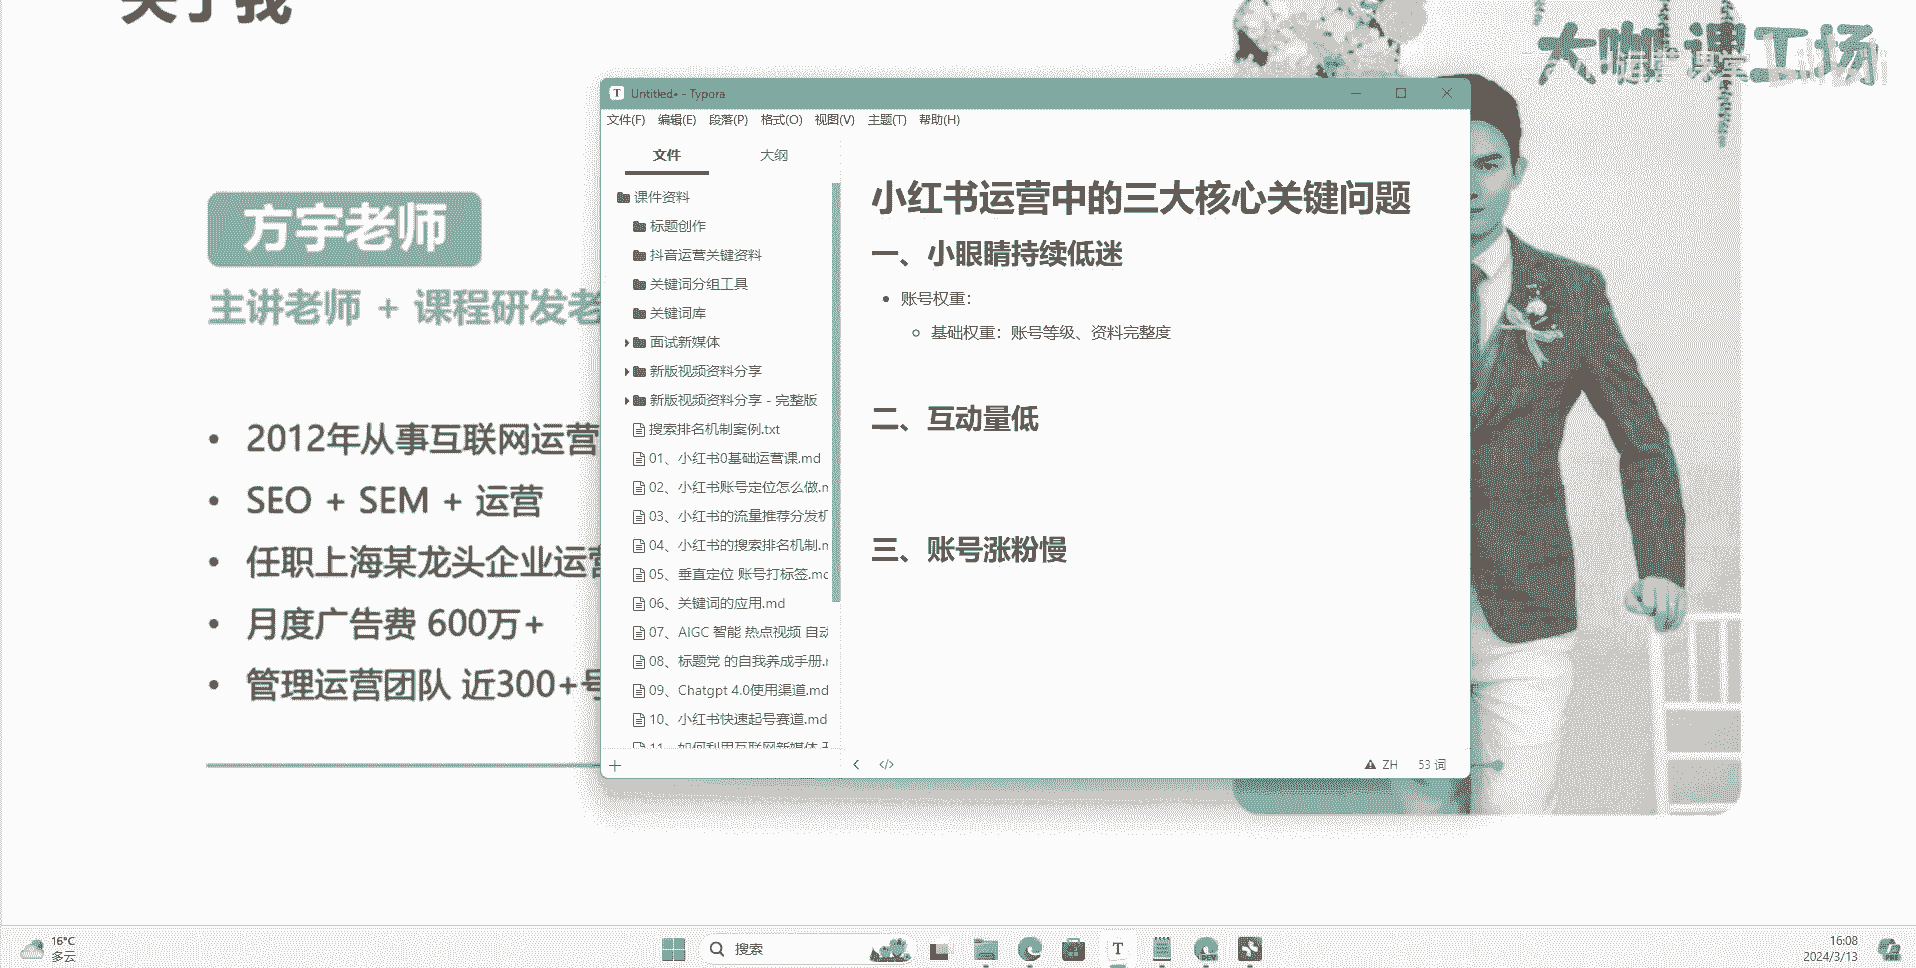 关于我
大咖课工场
方宇老师
主讲老师 + 课程研发老
2012年从事互联网运营
SEO + SEM + 运营
任职上海某龙头企业运营
月度广告费 600万+
管理运营团队 近300+号
Untitled• - Typora
文件(F) 编辑(E) 段落(P) 格式(O) 视图(V) 主题(T) 帮助(H)
文件 大纲
课件资料
标题创作
抖音运营关键资料
关键词分组工具
关键词库
面试新媒体
新版视频资料分享
新版视频资料分享 - 完整版
搜索排名机制案例.txt
01、小红书0基础运营课.md
02、小红书账号定位怎么做.m
03、小红书的流量推荐分发机
04、小红书的搜索排名机制.m
05、垂直定位 账号打标签.md
06、关键词的应用.md
07、AIGC 智能 热点视频 自动
08、标题党 的自我养成手册.m
09、Chatgpt 4.0使用渠道.md
10、小红书快速起号赛道.md
11、如何利用互联网新媒体
小红书运营中的三大核心关键问题
一、小眼睛持续低迷
账号权重：
基础权重：账号等级、资料完整度
二、互动量低
三、账号涨粉慢
ZH 53 词
16°C
多云
搜索
16:08
2024/3/13